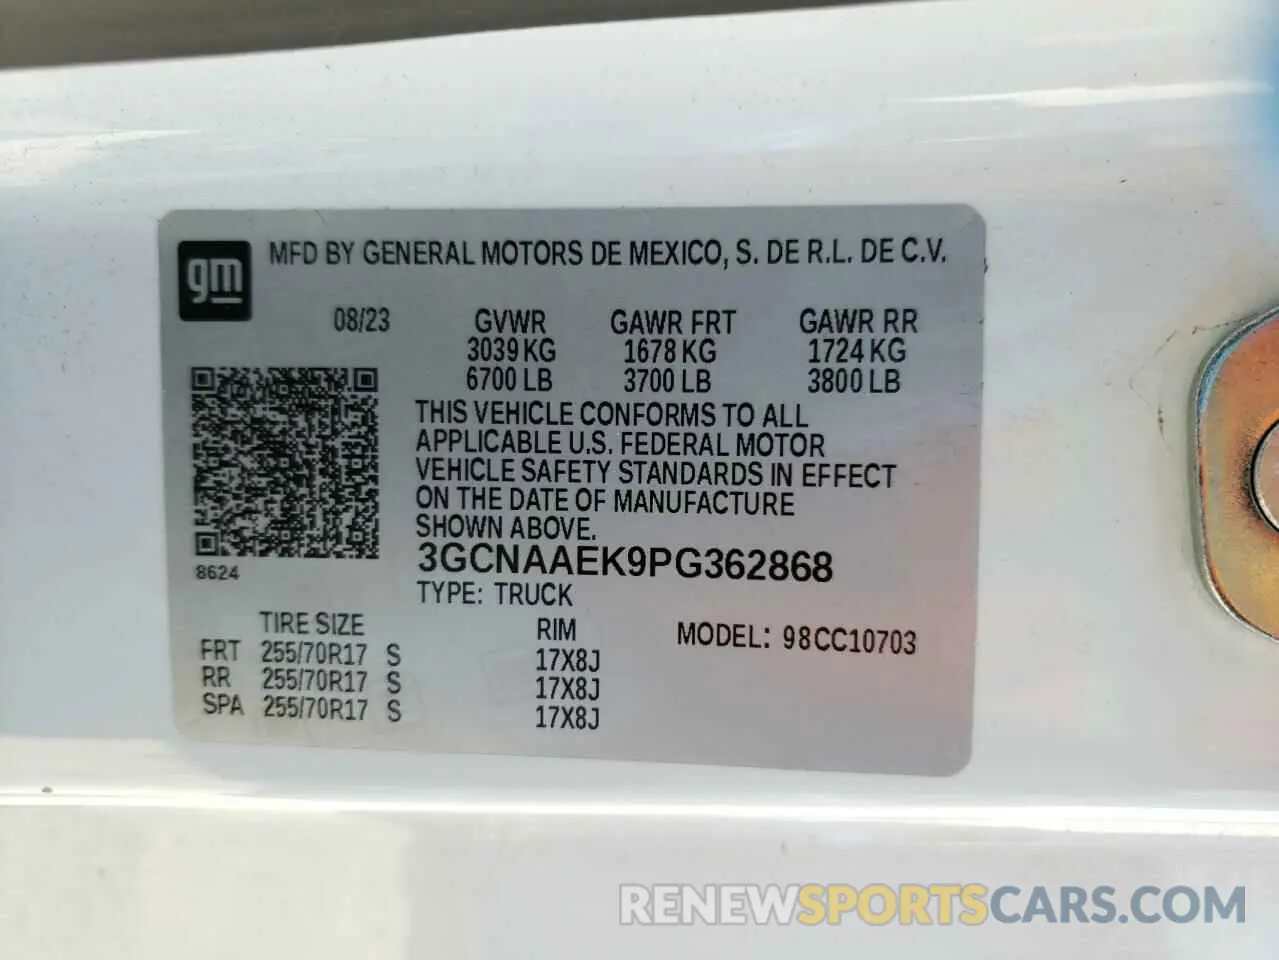 gm
MFD BY GENERAL MOTORS DE MEXICO, S. DE R.L. DE C.V.
08/23 GVWR GAWR FRT GAWR RR
3039 KG 1678 KG 1724 KG
6700 LB 3700 LB 3800 LB
THIS VEHICLE CONFORMS TO ALL
APPLICABLE U.S. FEDERAL MOTOR
VEHICLE SAFETY STANDARDS IN EFFECT
ON THE DATE OF MANUFACTURE
SHOWN ABOVE.
3GCNAAEK9PG362868
8624
TYPE: TRUCK
TIRE SIZE RIM MODEL: 98CC10703
FRT 255/70R17 S 17X8J
RR 255/70R17 S 17X8J
SPA 255/70R17 S 17X8J
RENEWSPORTSCARS.COM